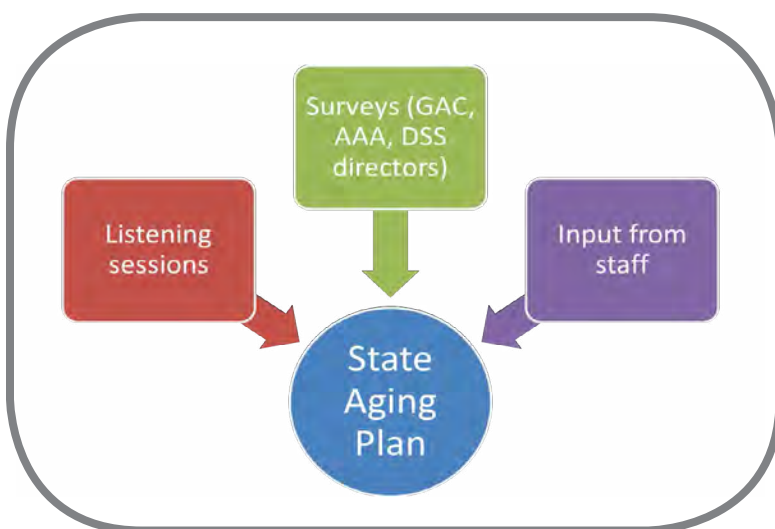 Surveys (GAC,
AAA, DSS
directors)
Listening
sessions
Input from
staff
State
Aging
Plan